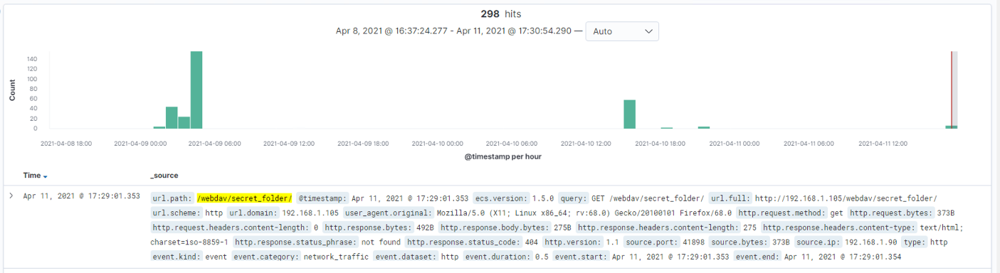 298 hits
Apr 8, 2021 @ 16:37:24.277 - Apr 11, 2021 @ 17:30:54.290 — Auto
140
120
100
80
60
40
20
0
Count
2021-04-08 18:00 2021-04-09 00:00 2021-04-09 06:00 2021-04-09 12:00 2021-04-09 18:00 2021-04-10 00:00 2021-04-10 06:00 2021-04-10 12:00 2021-04-10 18:00 2021-04-11 00:00 2021-04-11 06:00 2021-04-11 12:00
@timestamp per hour
Time _source
Apr 11, 2021 @ 17:29:01.353 url.path: /webdav/secret_folder/ @timestamp: Apr 11, 2021 @ 17:29:01.353 ecs.version: 1.5.0 query: GET /webdav/secret_folder/ url.full: http://192.168.1.105/webdav/secret_folder/
url.scheme: http url.domain: 192.168.1.105 user_agent.original: Mozilla/5.0 (X11; Linux x86_64; rv:68.0) Gecko/20100101 Firefox/68.0 http.request.method: get http.request.bytes: 373B
http.request.headers.content-length: 0 http.response.bytes: 492B http.response.body.bytes: 275B http.response.headers.content-length: 275 http.response.headers.content-type: text/html;
charset=iso-8859-1 http.response.status_phrase: not found http.response.status_code: 404 http.version: 1.1 source.port: 41898 source.bytes: 373B source.ip: 192.168.1.90 type: http
event.kind: event event.category: network_traffic event.dataset: http event.duration: 0.5 event.start: Apr 11, 2021 @ 17:29:01.353 event.end: Apr 11, 2021 @ 17:29:01.354